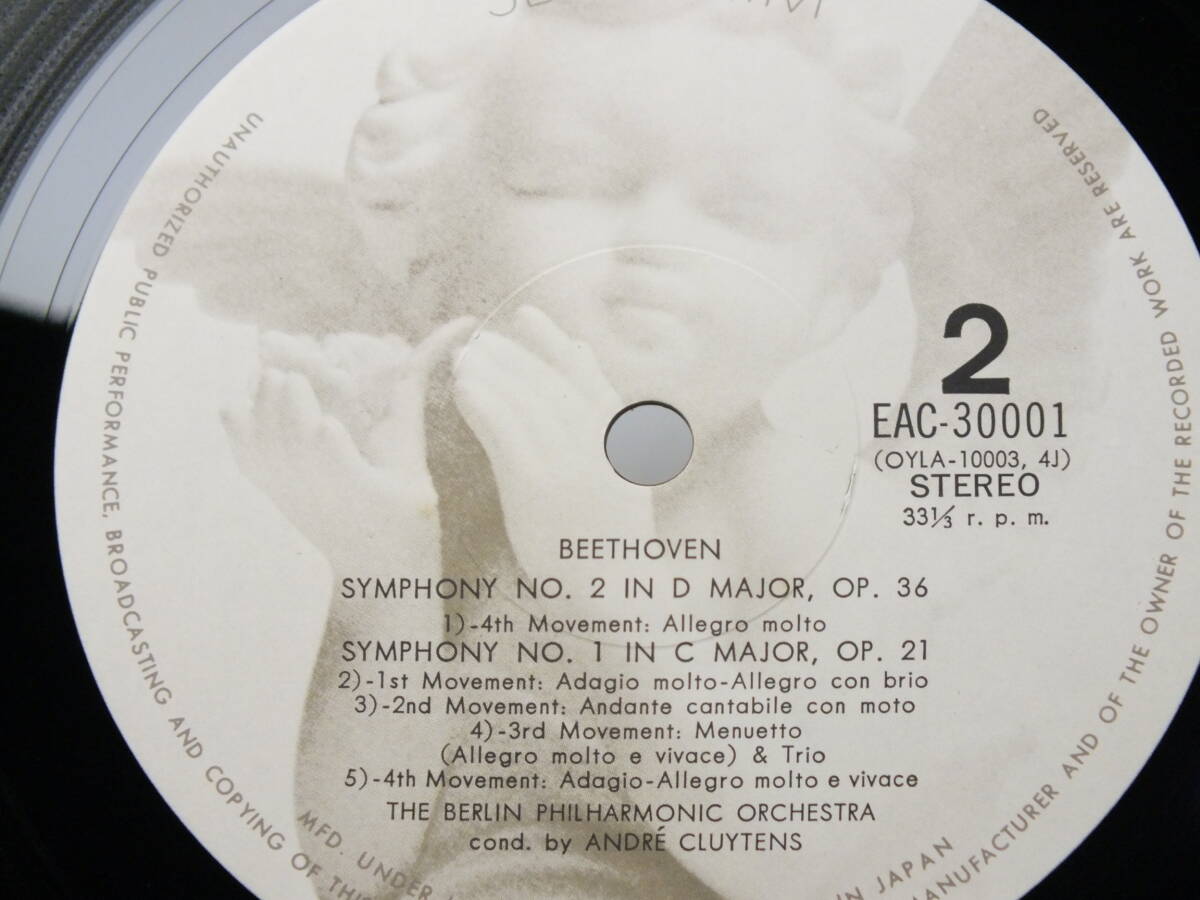 2
EAC-30001
(OYLA-10003, 4J)
STEREO
33⅓ r. p. m.
BEETHOVEN
SYMPHONY NO. 2 IN D MAJOR, OP. 36
1)-4th Movement: Allegro molto
SYMPHONY NO. 1 IN C MAJOR, OP. 21
2)-1st Movement: Adagio molto-Allegro con brio
3)-2nd Movement: Andante cantabile con moto
4)-3rd Movement: Menuetto
(Allegro molto e vivace) & Trio
5)-4th Movement: Adagio-Allegro molto e vivace
THE BERLIN PHILHARMONIC ORCHESTRA
cond. by ANDRÉ CLUYTENS
UNAUTHORIZED PUBLIC PERFORMANCE, BROADCASTING AND COPYING OF
MANUFACTURER AND OF THE OWNER OF THE RECORDED WORK ARE RESERVED
MFD. UNDER
IN JAPAN